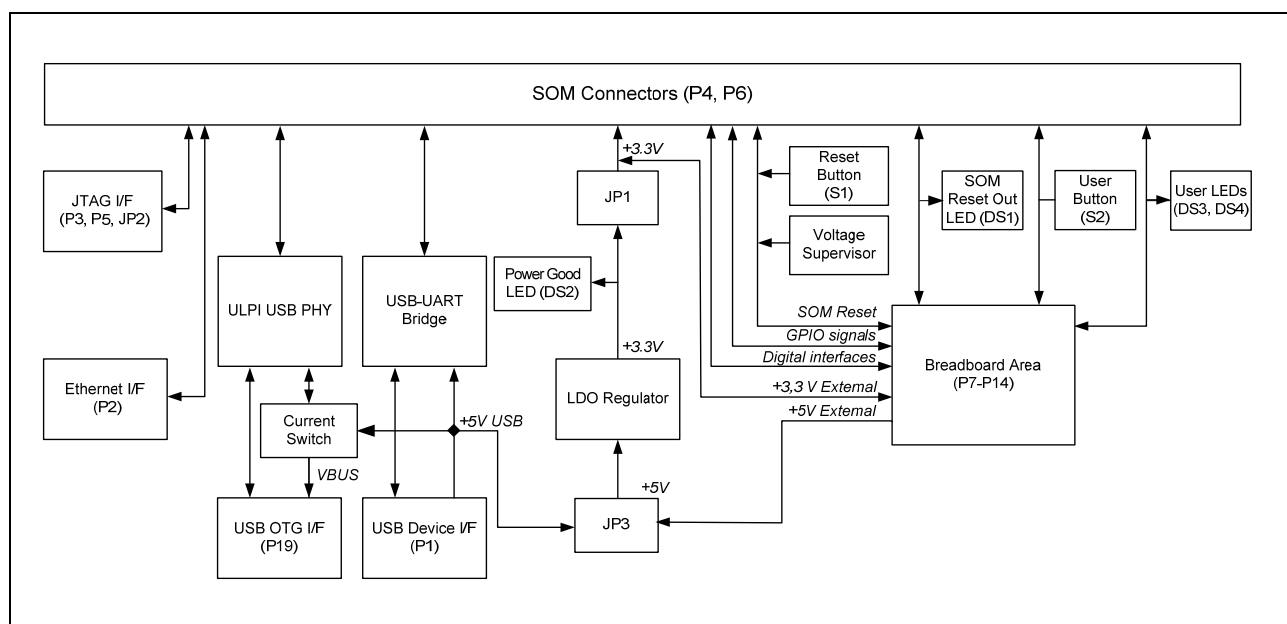 SOM Connectors (P4, P6)
JTAG I/F
(P3, P5, JP2)
+3.3V
JP1
Reset
Button
(S1)
SOM
Reset Out
LED (DS1)
User
Button
(S2)
User LEDs
(DS3, DS4)
Voltage
Supervisor
ULPI USB PHY
USB-UART
Bridge
Power Good
LED (DS2)
SOM Reset
GPIO signals
Digital interfaces
+3,3 V External
+5V External
Breadboard Area
(P7-P14)
Ethernet I/F
(P2)
+3.3V
LDO Regulator
Current
Switch
+5V USB
VBUS
+5V
USB OTG I/F
(P19)
USB Device I/F
(P1)
JP3